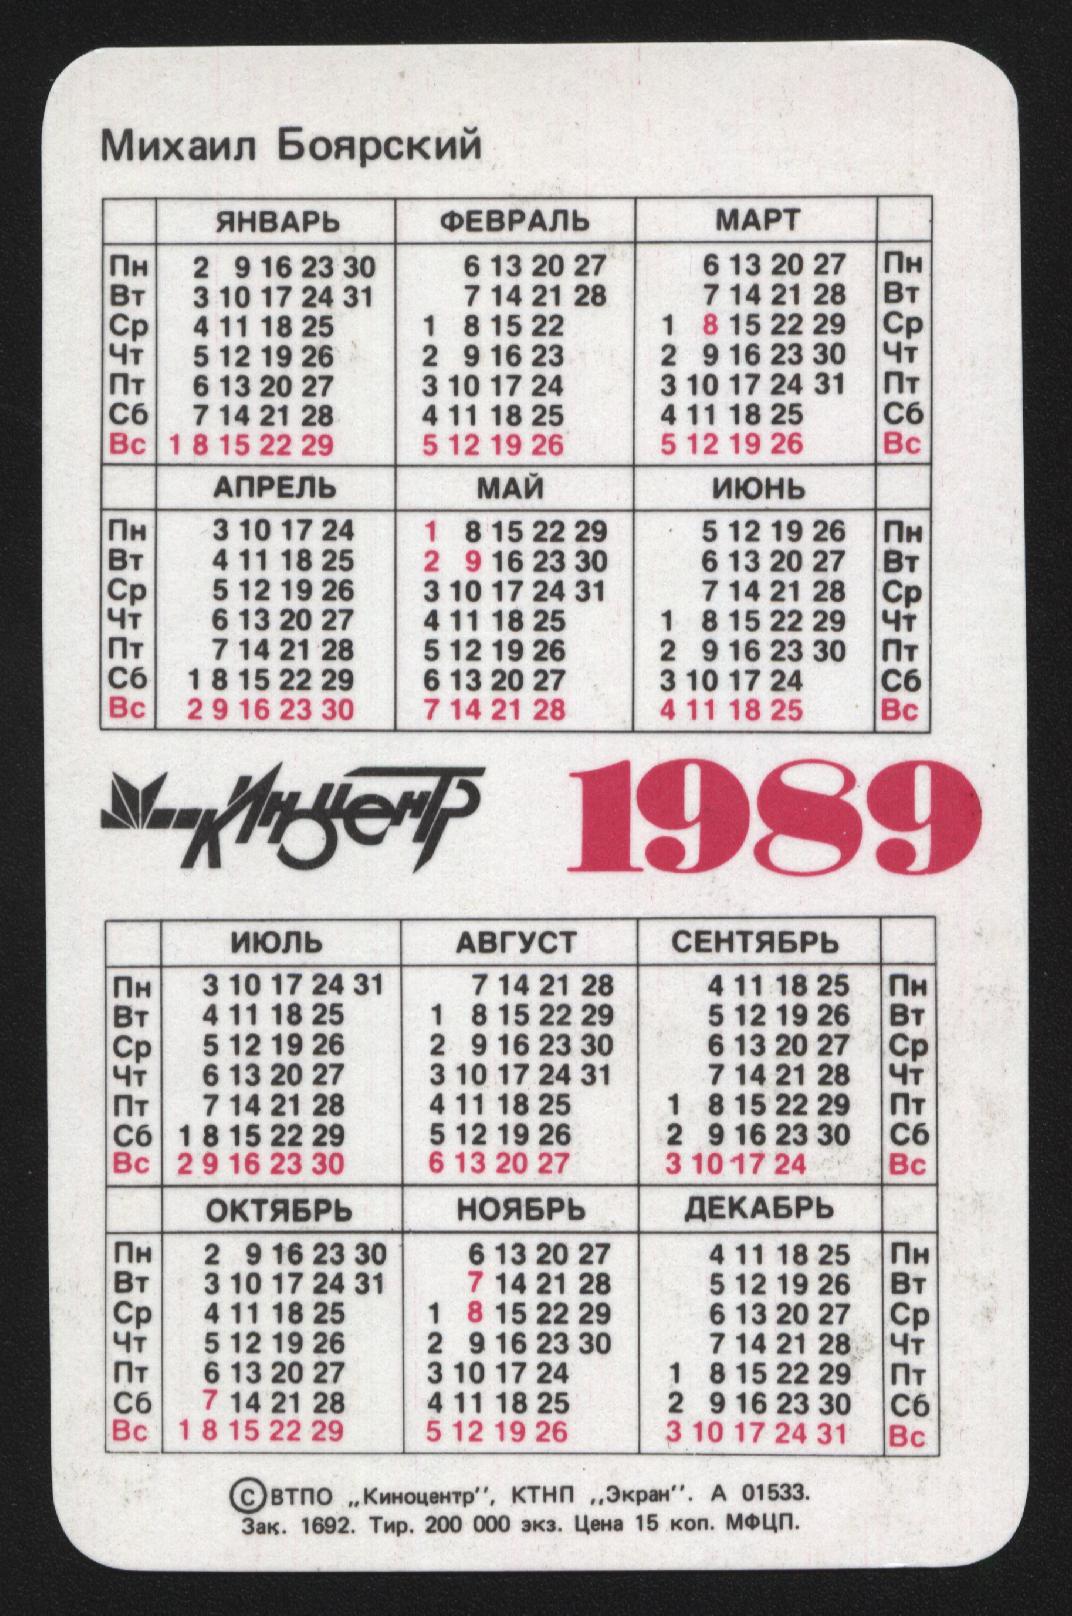 Михаил Боярский
ЯНВАРЬ ФЕВРАЛЬ МАРТ
Пн 2 9 16 23 30 6 13 20 27 6 13 20 27 Пн
Вт 3 10 17 24 31 7 14 21 28 7 14 21 28 Вт
Ср 4 11 18 25 1 8 15 22 1 8 15 22 29 Ср
Чт 5 12 19 26 2 9 16 23 2 9 16 23 30 Чт
Пт 6 13 20 27 3 10 17 24 3 10 17 24 31 Пт
Сб 7 14 21 28 4 11 18 25 4 11 18 25 Сб
Вс 1 8 15 22 29 5 12 19 26 5 12 19 26 Вс
АПРЕЛЬ МАЙ ИЮНЬ
Пн 3 10 17 24 1 8 15 22 29 5 12 19 26 Пн
Вт 4 11 18 25 2 9 16 23 30 6 13 20 27 Вт
Ср 5 12 19 26 3 10 17 24 31 7 14 21 28 Ср
Чт 6 13 20 27 4 11 18 25 1 8 15 22 29 Чт
Пт 7 14 21 28 5 12 19 26 2 9 16 23 30 Пт
Сб 1 8 15 22 29 6 13 20 27 3 10 17 24 Сб
Вс 2 9 16 23 30 7 14 21 28 4 11 18 25 Вс
киноцентр 1989
ИЮЛЬ АВГУСТ СЕНТЯБРЬ
Пн 3 10 17 24 31 7 14 21 28 4 11 18 25 Пн
Вт 4 11 18 25 1 8 15 22 29 5 12 19 26 Вт
Ср 5 12 19 26 2 9 16 23 30 6 13 20 27 Ср
Чт 6 13 20 27 3 10 17 24 31 7 14 21 28 Чт
Пт 7 14 21 28 4 11 18 25 1 8 15 22 29 Пт
Сб 1 8 15 22 29 5 12 19 26 2 9 16 23 30 Сб
Вс 2 9 16 23 30 6 13 20 27 3 10 17 24 Вс
ОКТЯБРЬ НОЯБРЬ ДЕКАБРЬ
Пн 2 9 16 23 30 6 13 20 27 4 11 18 25 Пн
Вт 3 10 17 24 31 7 14 21 28 5 12 19 26 Вт
Ср 4 11 18 25 1 8 15 22 29 6 13 20 27 Ср
Чт 5 12 19 26 2 9 16 23 30 7 14 21 28 Чт
Пт 6 13 20 27 3 10 17 24 1 8 15 22 29 Пт
Сб 7 14 21 28 4 11 18 25 2 9 16 23 30 Сб
Вс 1 8 15 22 29 5 12 19 26 3 10 17 24 31 Вс
©ВТПО „Киноцентр'', КТНП ,,Экран''. А 01533.
Зак. 1692. Тир. 200 000 экз. Цена 15 коп. МФЦП.